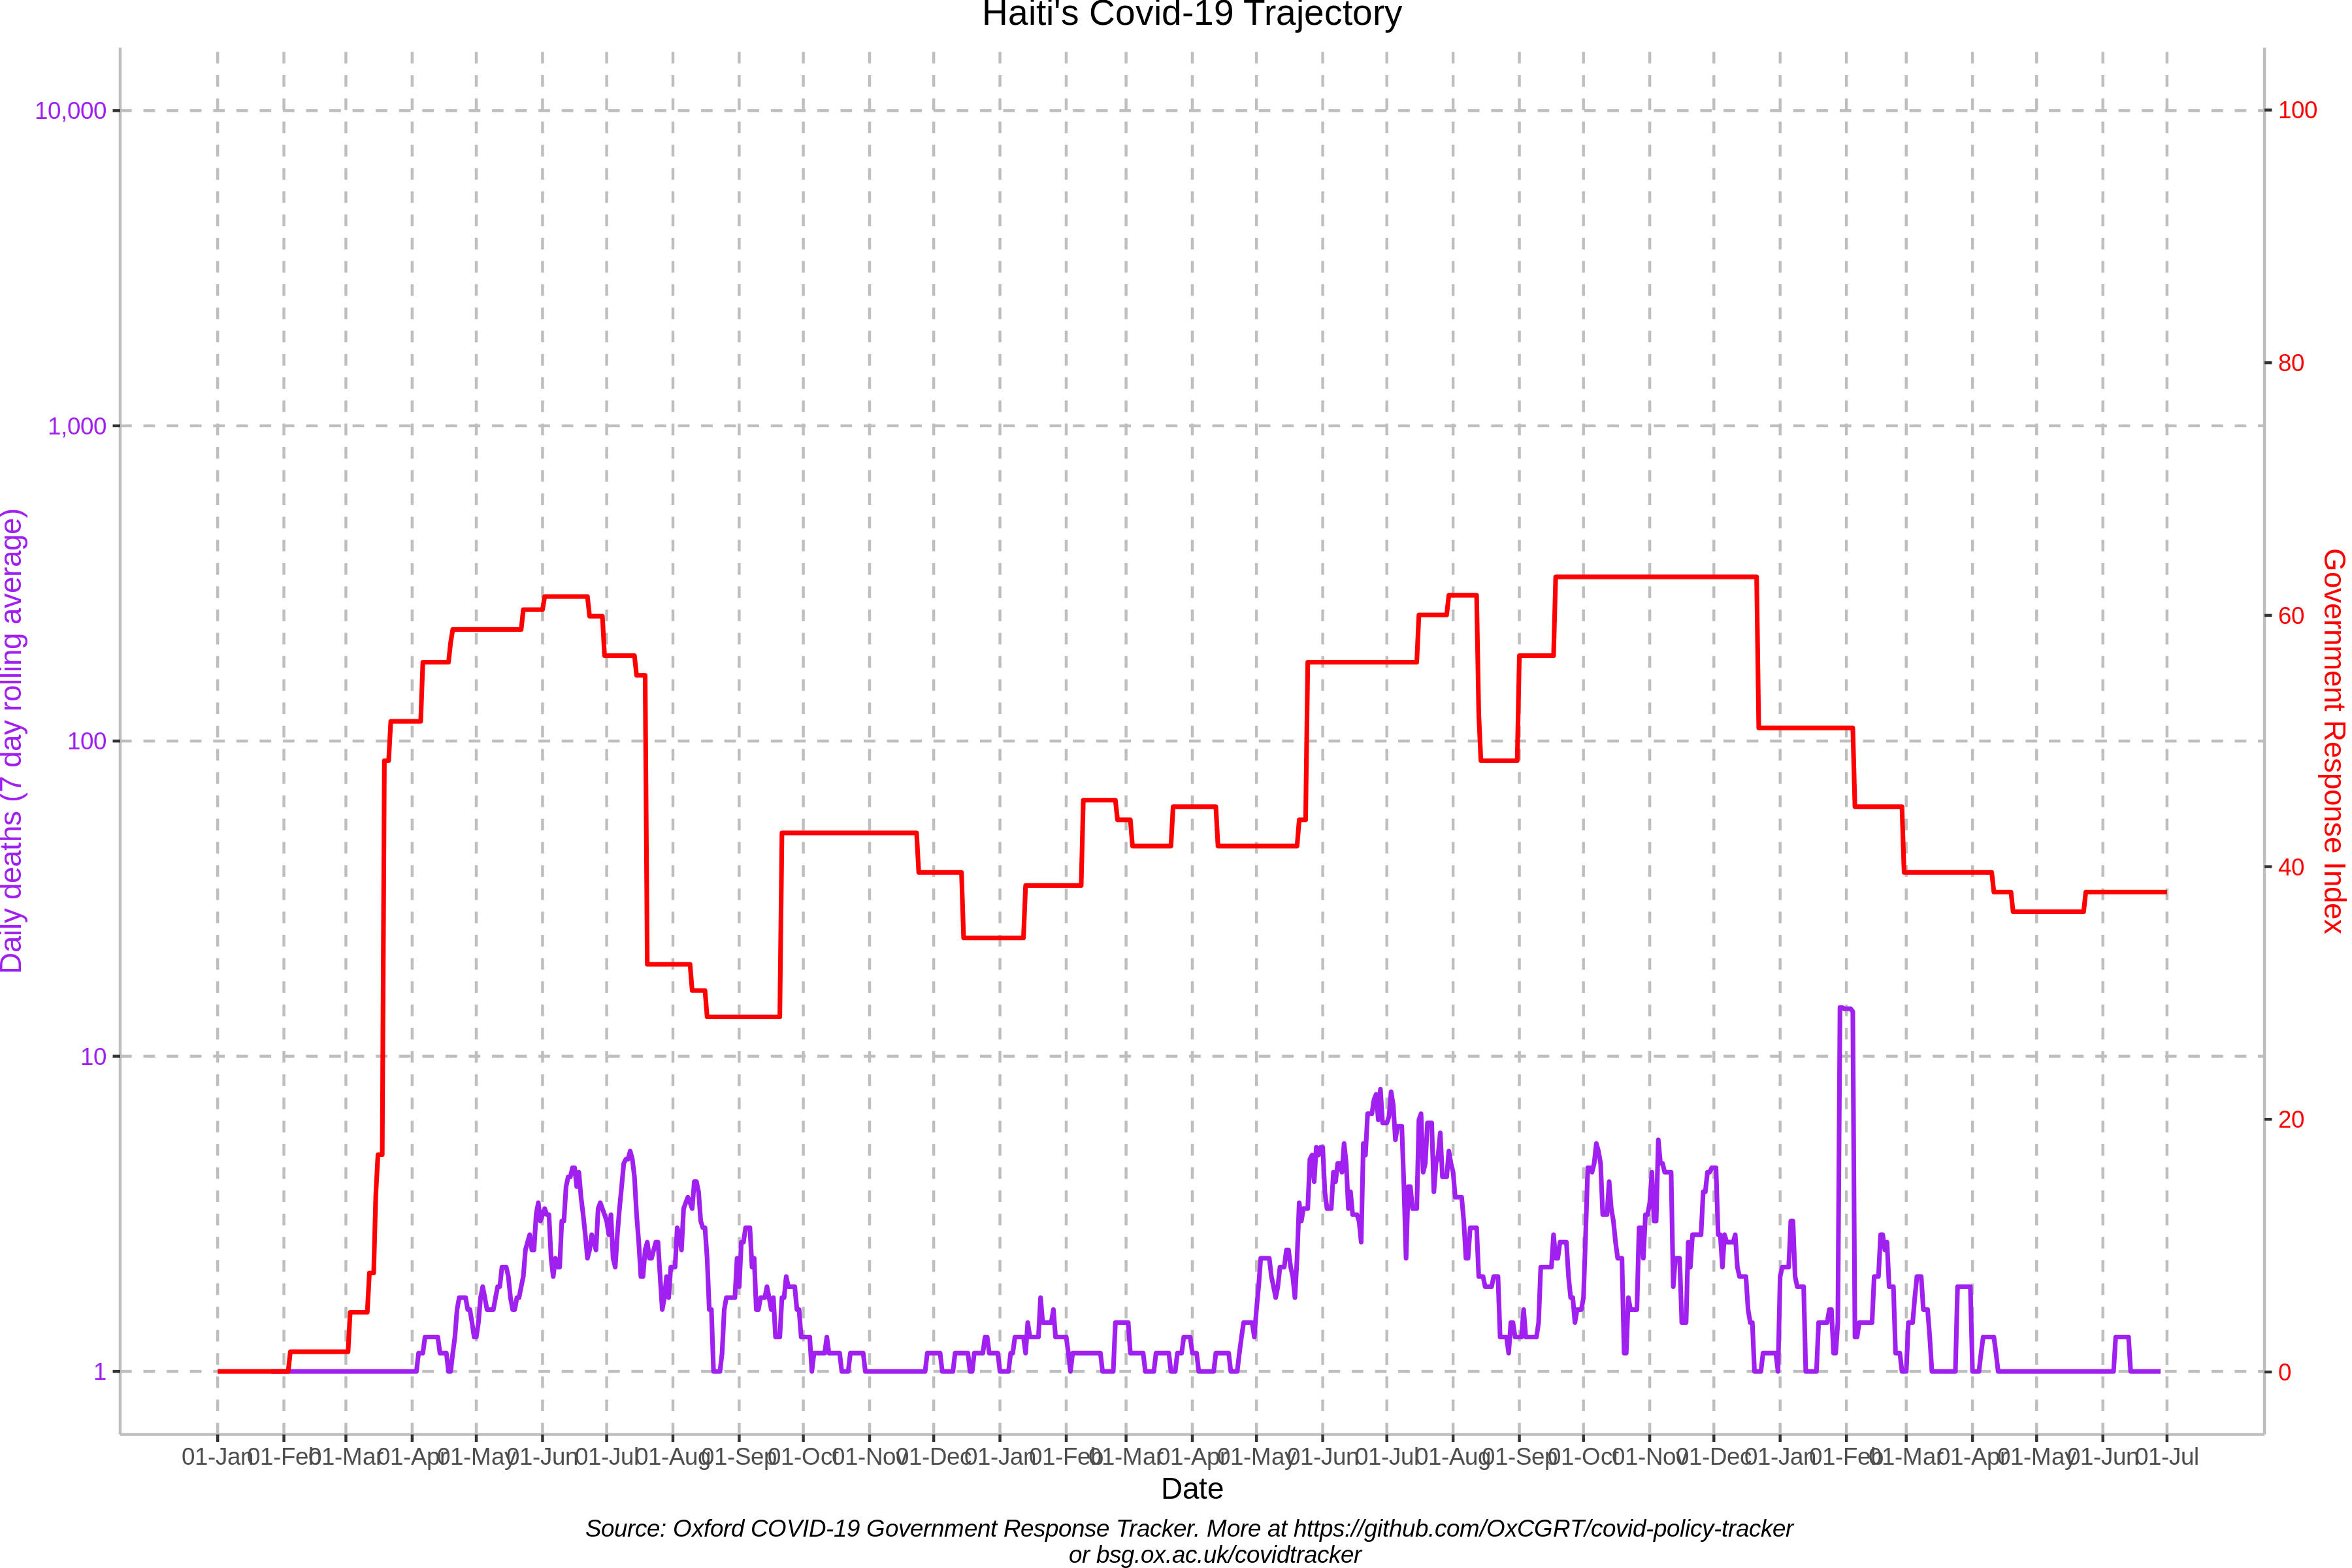 Haiti's Covid-19 Trajectory
10,000
1,000
100
10
1
Daily deaths (7 day rolling average)
100
80
60
40
20
0
Government Response Index
01-Jan 01-Feb 01-Mar 01-Apr 01-May 01-Jun 01-Jul 01-Aug 01-Sep 01-Oct 01-Nov 01-Dec 01-Jan 01-Feb 01-Mar 01-Apr 01-May 01-Jun 01-Jul 01-Aug 01-Sep 01-Oct 01-Nov 01-Dec 01-Jan 01-Feb 01-Mar 01-Apr 01-May 01-Jun 01-Jul
Date
Source: Oxford COVID-19 Government Response Tracker. More at https://github.com/OxCGRT/covid-policy-tracker
or bsg.ox.ac.uk/covidtracker